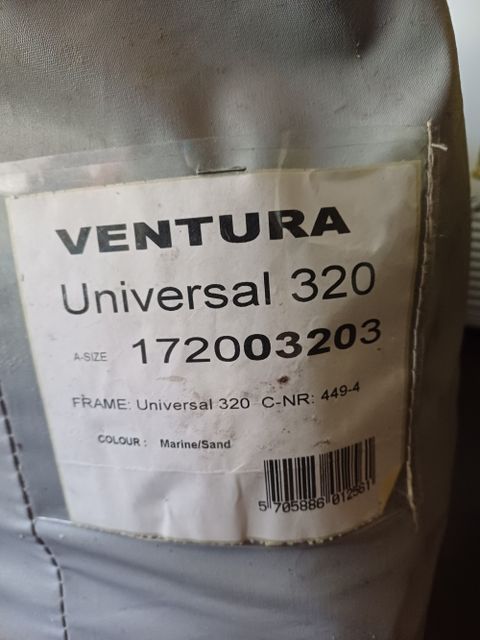 VENTURA
Universal 320
A-SIZE 172003203
FRAME: Universal 320 C-NR: 449-4
COLOUR : Marine/Sand
5 705886 012561